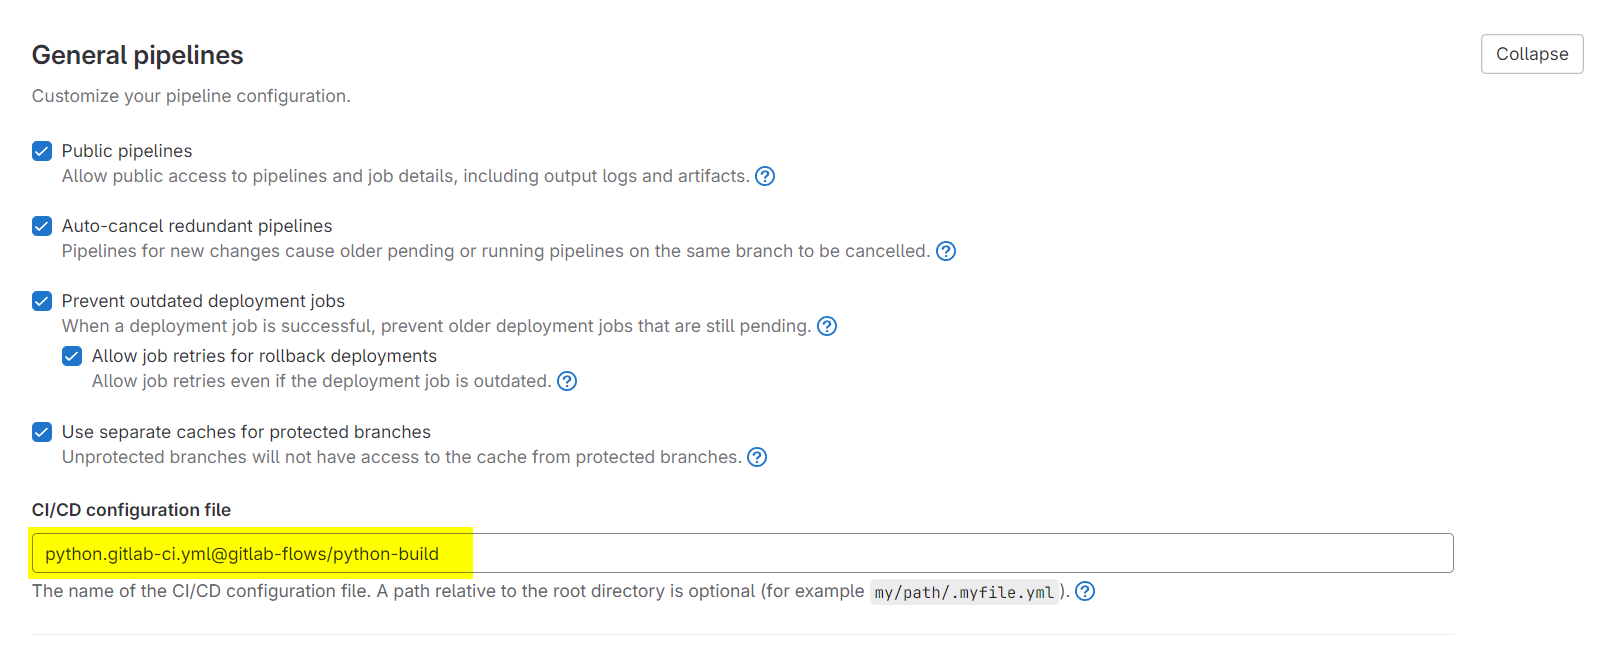 General pipelines
Collapse
Customize your pipeline configuration.
Public pipelines
Allow public access to pipelines and job details, including output logs and artifacts. ?
Auto-cancel redundant pipelines
Pipelines for new changes cause older pending or running pipelines on the same branch to be cancelled. ?
Prevent outdated deployment jobs
When a deployment job is successful, prevent older deployment jobs that are still pending. ?
Allow job retries for rollback deployments
Allow job retries even if the deployment job is outdated. ?
Use separate caches for protected branches
Unprotected branches will not have access to the cache from protected branches. ?
CI/CD configuration file
python.gitlab-ci.yml@gitlab-flows/python-build
The name of the CI/CD configuration file. A path relative to the root directory is optional (for example my/path/.myfile.yml). ?